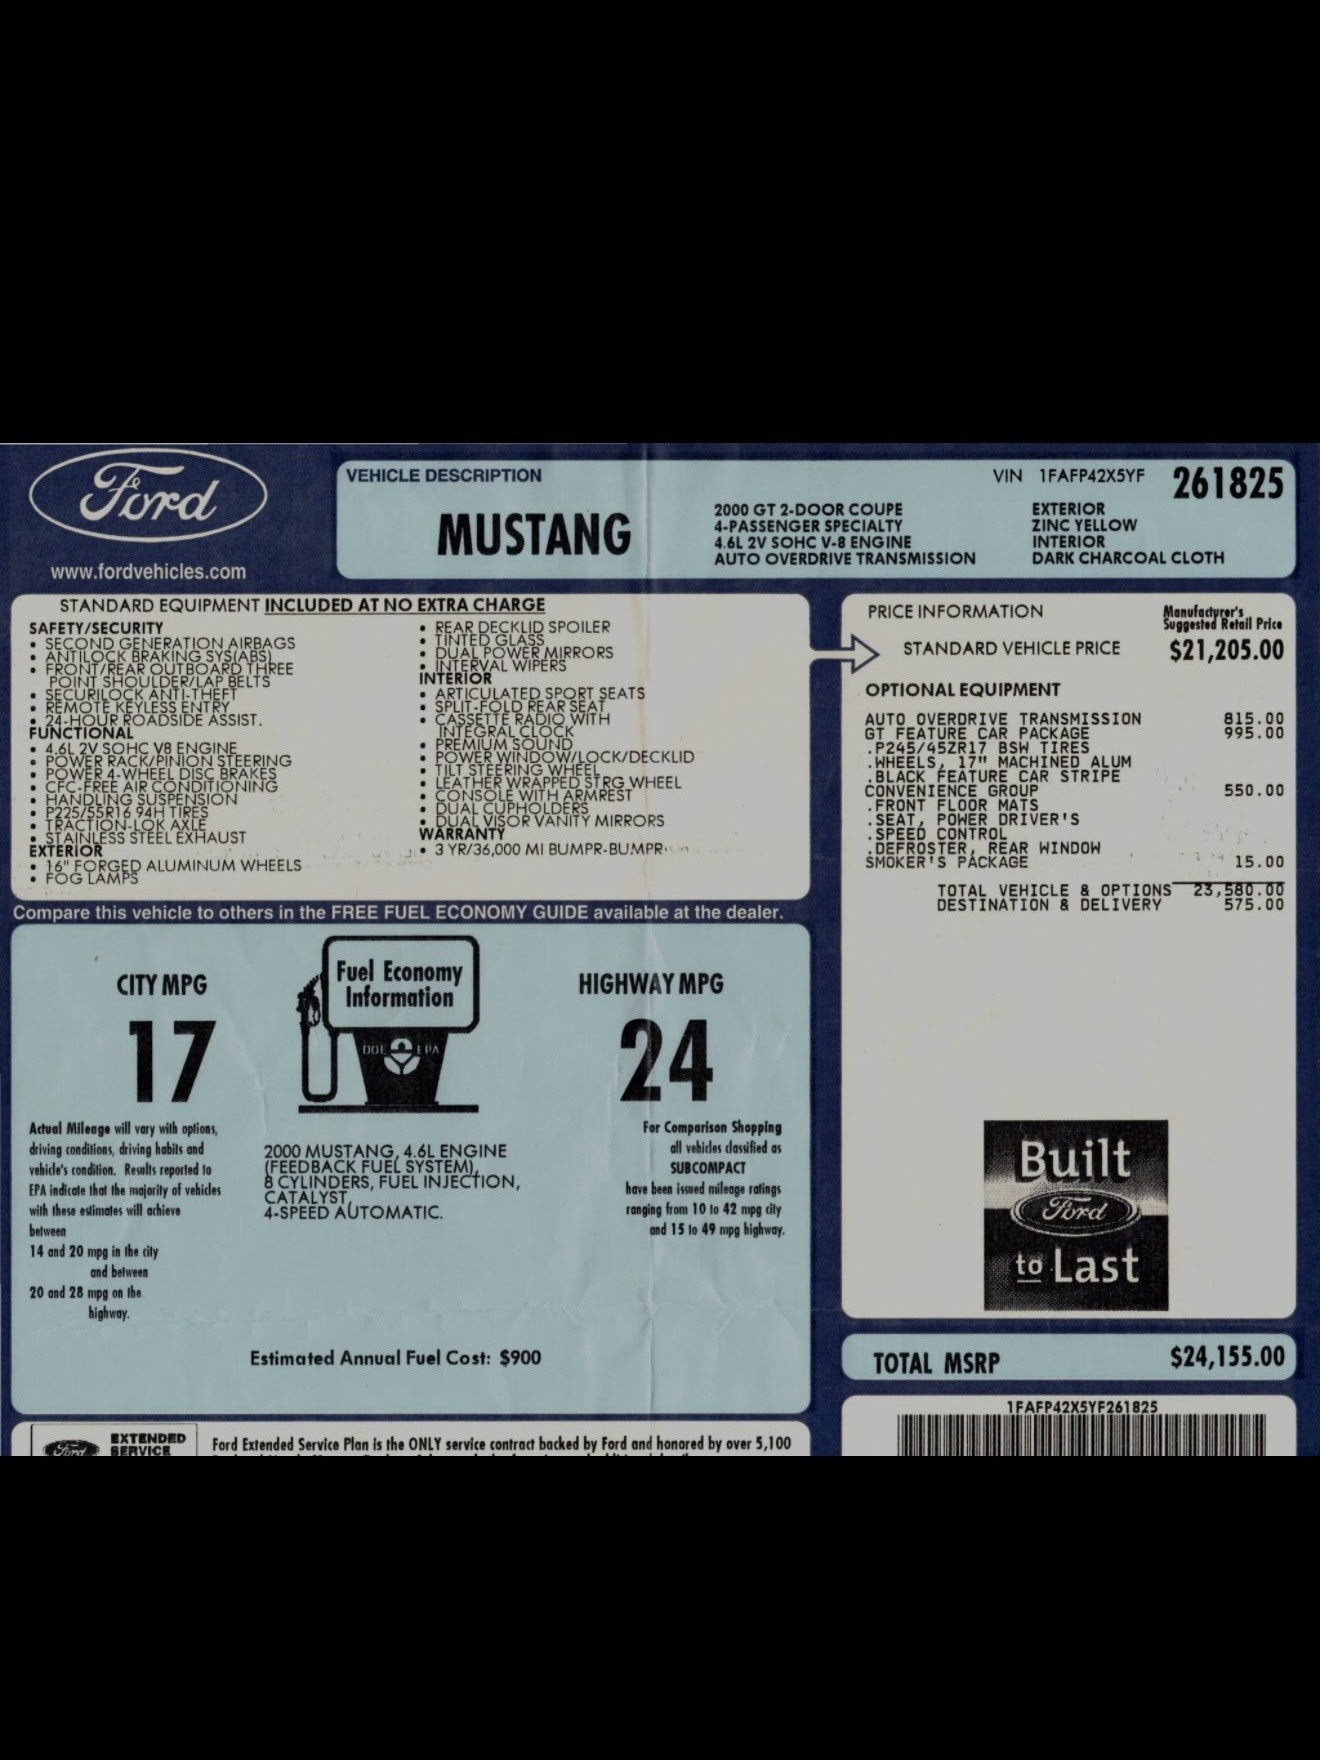 Ford
www.fordvehicles.com
VEHICLE DESCRIPTION
MUSTANG
2000 GT 2-DOOR COUPE
4-PASSENGER SPECIALTY
4.6L 2V SOHC V-8 ENGINE
AUTO OVERDRIVE TRANSMISSION
VIN 1FAFP42X5YF 261825
EXTERIOR
ZINC YELLOW
INTERIOR
DARK CHARCOAL CLOTH
STANDARD EQUIPMENT INCLUDED AT NO EXTRA CHARGE
SAFETY/SECURITY
• SECOND GENERATION AIRBAGS
• ANTILOCK BRAKING SYS(ABS)
• FRONT/REAR OUTBOARD THREE
POINT SHOULDER/LAP BELTS
• SECURILOCK ANTI-THEFT
• REMOTE KEYLESS ENTRY
• 24-HOUR ROADSIDE ASSIST.
FUNCTIONAL
• 4.6L 2V SOHC V8 ENGINE
• POWER RACK/PINION STEERING
• POWER 4-WHEEL DISC BRAKES
• CFC-FREE AIR CONDITIONING
• HANDLING SUSPENSION
• P225/55R16 94H TIRES
• TRACTION-LOK AXLE
• STAINLESS STEEL EXHAUST
EXTERIOR
• 16" FORGED ALUMINUM WHEELS
• FOG LAMPS
• REAR DECKLID SPOILER
• TINTED GLASS
• DUAL POWER MIRRORS
• INTERVAL WIPERS
INTERIOR
• ARTICULATED SPORT SEATS
• SPLIT-FOLD REAR SEAT
• CASSETTE RADIO WITH
INTEGRAL CLOCK
• PREMIUM SOUND
• POWER WINDOW/LOCK/DECKLID
• TILT STEERING WHEEL
• LEATHER WRAPPED STRG WHEEL
• CONSOLE WITH ARMREST
• DUAL CUPHOLDERS
• DUAL VISOR VANITY MIRRORS
WARRANTY
• 3 YR/36,000 MI BUMPR-BUMPR
PRICE INFORMATION
Manufacturer's
Suggested Retail Price
STANDARD VEHICLE PRICE $21,205.00
OPTIONAL EQUIPMENT
AUTO OVERDRIVE TRANSMISSION 815.00
GT FEATURE CAR PACKAGE 995.00
.P245/45ZR17 BSW TIRES
.WHEELS, 17" MACHINED ALUM
.BLACK FEATURE CAR STRIPE
CONVENIENCE GROUP 550.00
.FRONT FLOOR MATS
.SEAT, POWER DRIVER'S
.SPEED CONTROL
.DEFROSTER, REAR WINDOW
SMOKER'S PACKAGE 15.00
TOTAL VEHICLE & OPTIONS 23,580.00
DESTINATION & DELIVERY 575.00
Compare this vehicle to others in the FREE FUEL ECONOMY GUIDE available at the dealer.
CITY MPG
17
Fuel Economy
Information
DOE EPA
HIGHWAY MPG
24
Actual Mileage will vary with options,
driving conditions, driving habits and
vehicle's condition. Results reported to
EPA indicate that the majority of vehicles
with these estimates will achieve
between
14 and 20 mpg in the city
and between
20 and 28 mpg on the
highway.
2000 MUSTANG, 4.6L ENGINE
(FEEDBACK FUEL SYSTEM),
8 CYLINDERS, FUEL INJECTION,
CATALYST,
4-SPEED AUTOMATIC.
For Comparison Shopping
all vehicles classified as
SUBCOMPACT
have been issued mileage ratings
ranging from 10 to 42 mpg city
and 15 to 49 mpg highway.
Estimated Annual Fuel Cost: $900
Built
Ford
to Last
TOTAL MSRP $24,155.00
1FAFP42X5YF261825
Ford
EXTENDED
SERVICE
Ford Extended Service Plan is the ONLY service contract backed by Ford and honored by over 5,100